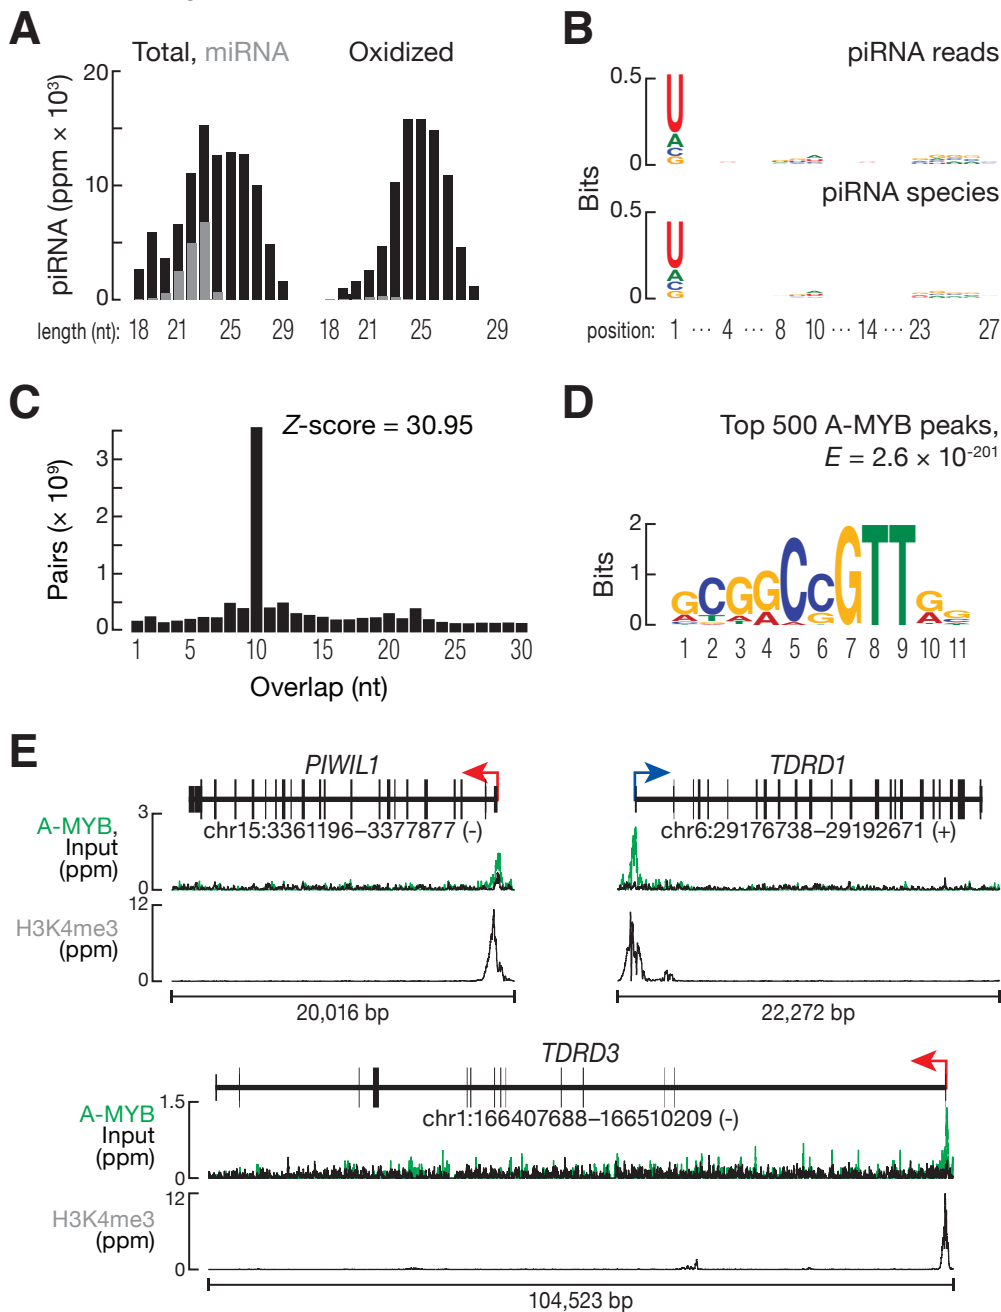 A
Total, miRNA
Oxidized
piRNA (ppm × 10³)
20
10
0
length (nt): 18 21 25 29 18 21 25 29
B
piRNA reads
Bits
0.5
0
U
A
C
G
piRNA species
0.5
0
U
A
C
G
position: 1 ··· 4 ··· 8 10 ··· 14 ··· 23 27
C
Z-score = 30.95
Pairs (× 10⁹)
3
2
1
0
1 5 10 15 20 25 30
Overlap (nt)
D
Top 500 A-MYB peaks,
E = 2.6 × 10⁻²⁰¹
Bits
2
1
0
GCGGCCGTTGG
1 2 3 4 5 6 7 8 9 10 11
E
PIWIL1
chr15:3361196–3377877 (-)
A-MYB,
Input
(ppm)
3
0
H3K4me3
(ppm)
12
0
20,016 bp
TDRD1
chr6:29176738–29192671 (+)
22,272 bp
TDRD3
chr1:166407688–166510209 (-)
A-MYB
Input
(ppm)
1.5
0
H3K4me3
(ppm)
12
0
104,523 bp